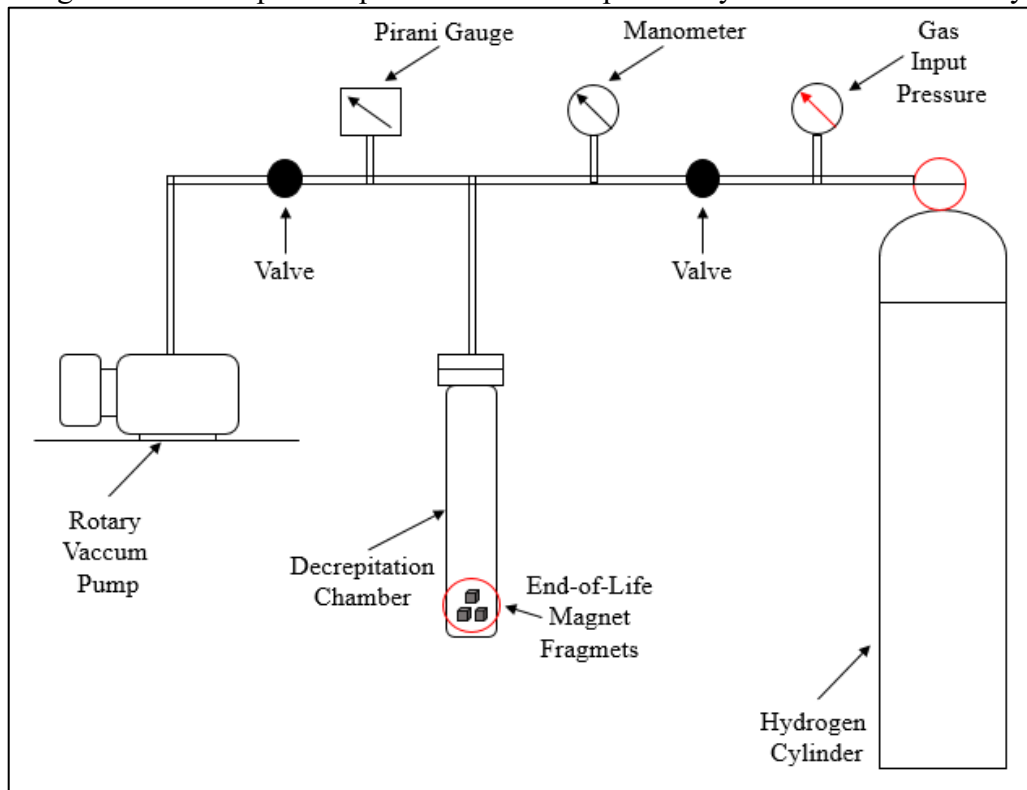 Pirani Gauge
Manometer
Gas
Input
Pressure
Valve
Valve
Rotary
Vaccum
Pump
Decrepitation
Chamber
End-of-Life
Magnet
Fragmets
Hydrogen
Cylinder